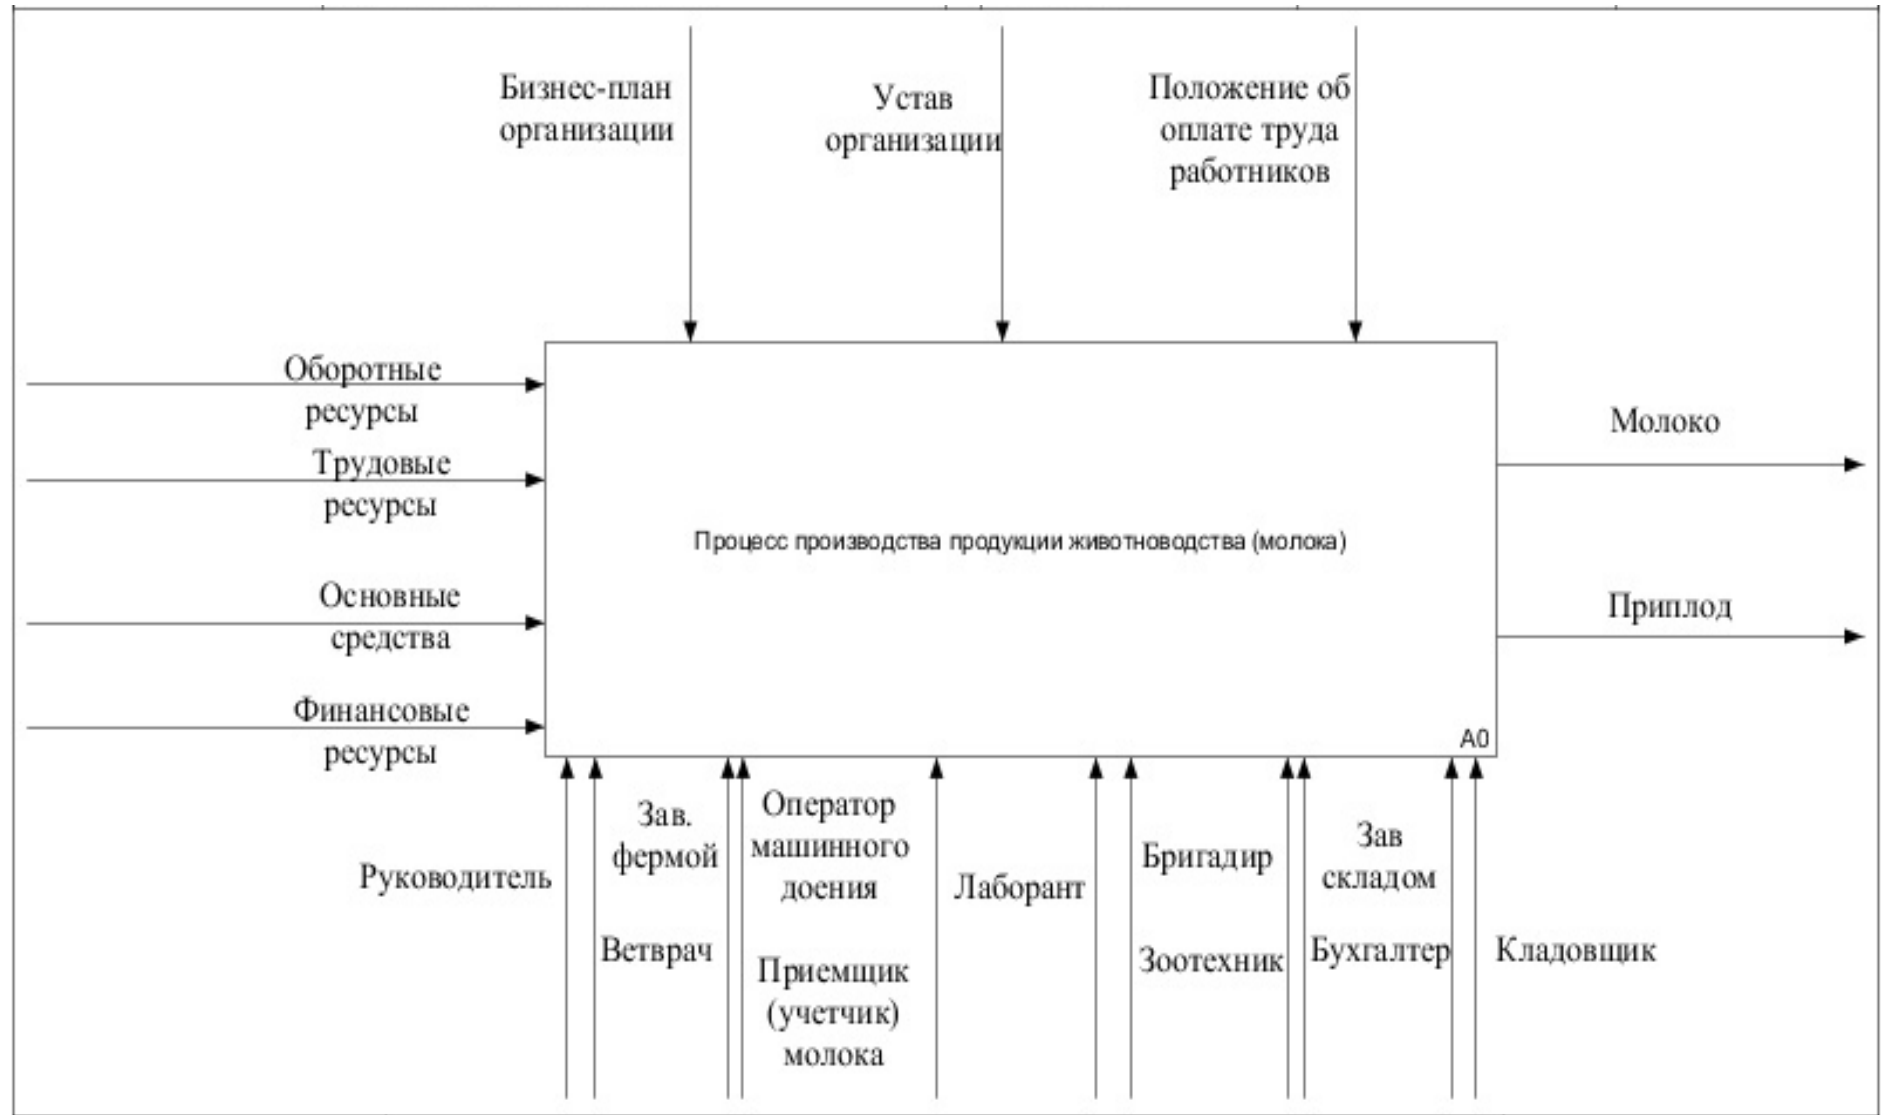 Бизнес-план
организации
Устав
организации
Положение об
оплате труда
работников
Оборотные
ресурсы
Трудовые
ресурсы
Основные
средства
Финансовые
ресурсы
Процесс производства продукции животноводства (молока)
A0
Молоко
Приплод
Руководитель
Зав.
фермой
Ветврач
Оператор
машинного
доения
Приемщик
(учетчик)
молока
Лаборант
Бригадир
Зоотехник
Зав
складом
Бухгалтер
Кладовщик